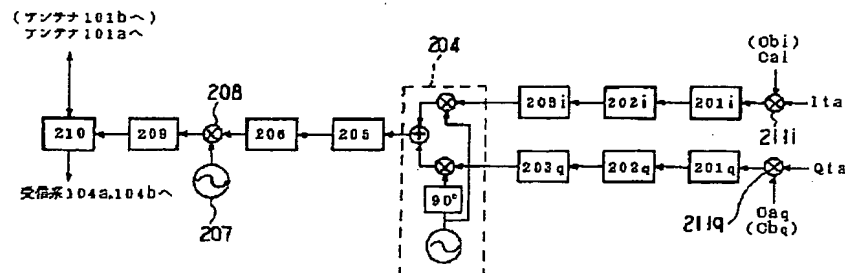 (アンテナ101bへ)
アンテナ101aへ
204
(Cbi)
Cai
208
210
209
206
205
203i
202i
201i
Ita
211i
203q
202q
201q
Qta
90°
受信系104a,104bへ
207
211q
Caq
(Cbq)